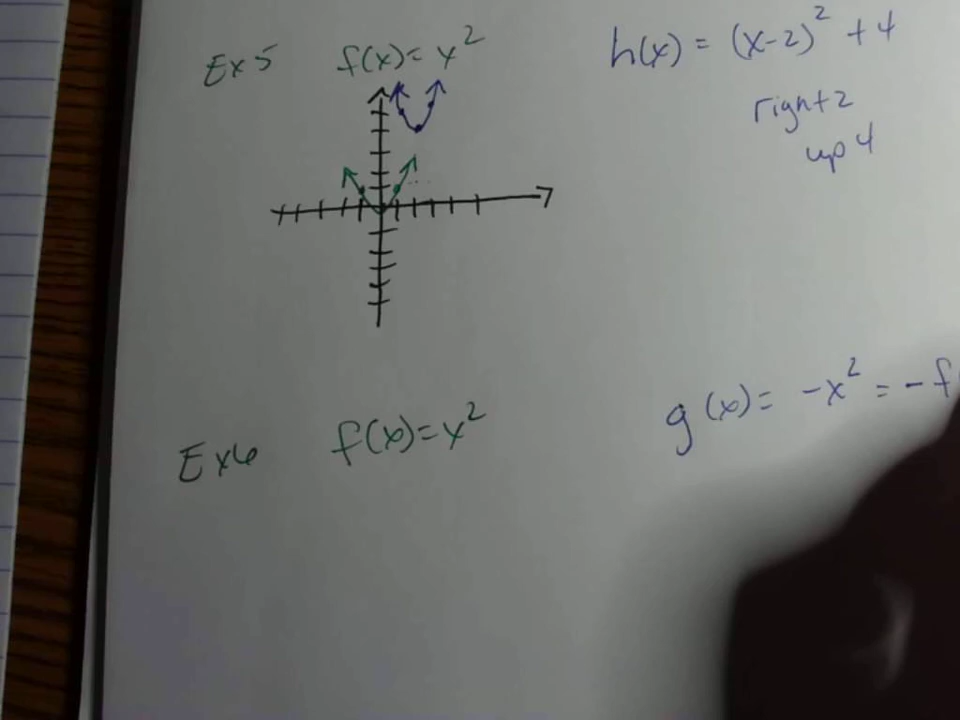 Ex 5 f(x) = x² h(x) = (x-2)² + 4
right 2
up 4
Ex 6 f(x) = x² g(x) = -x² = -f